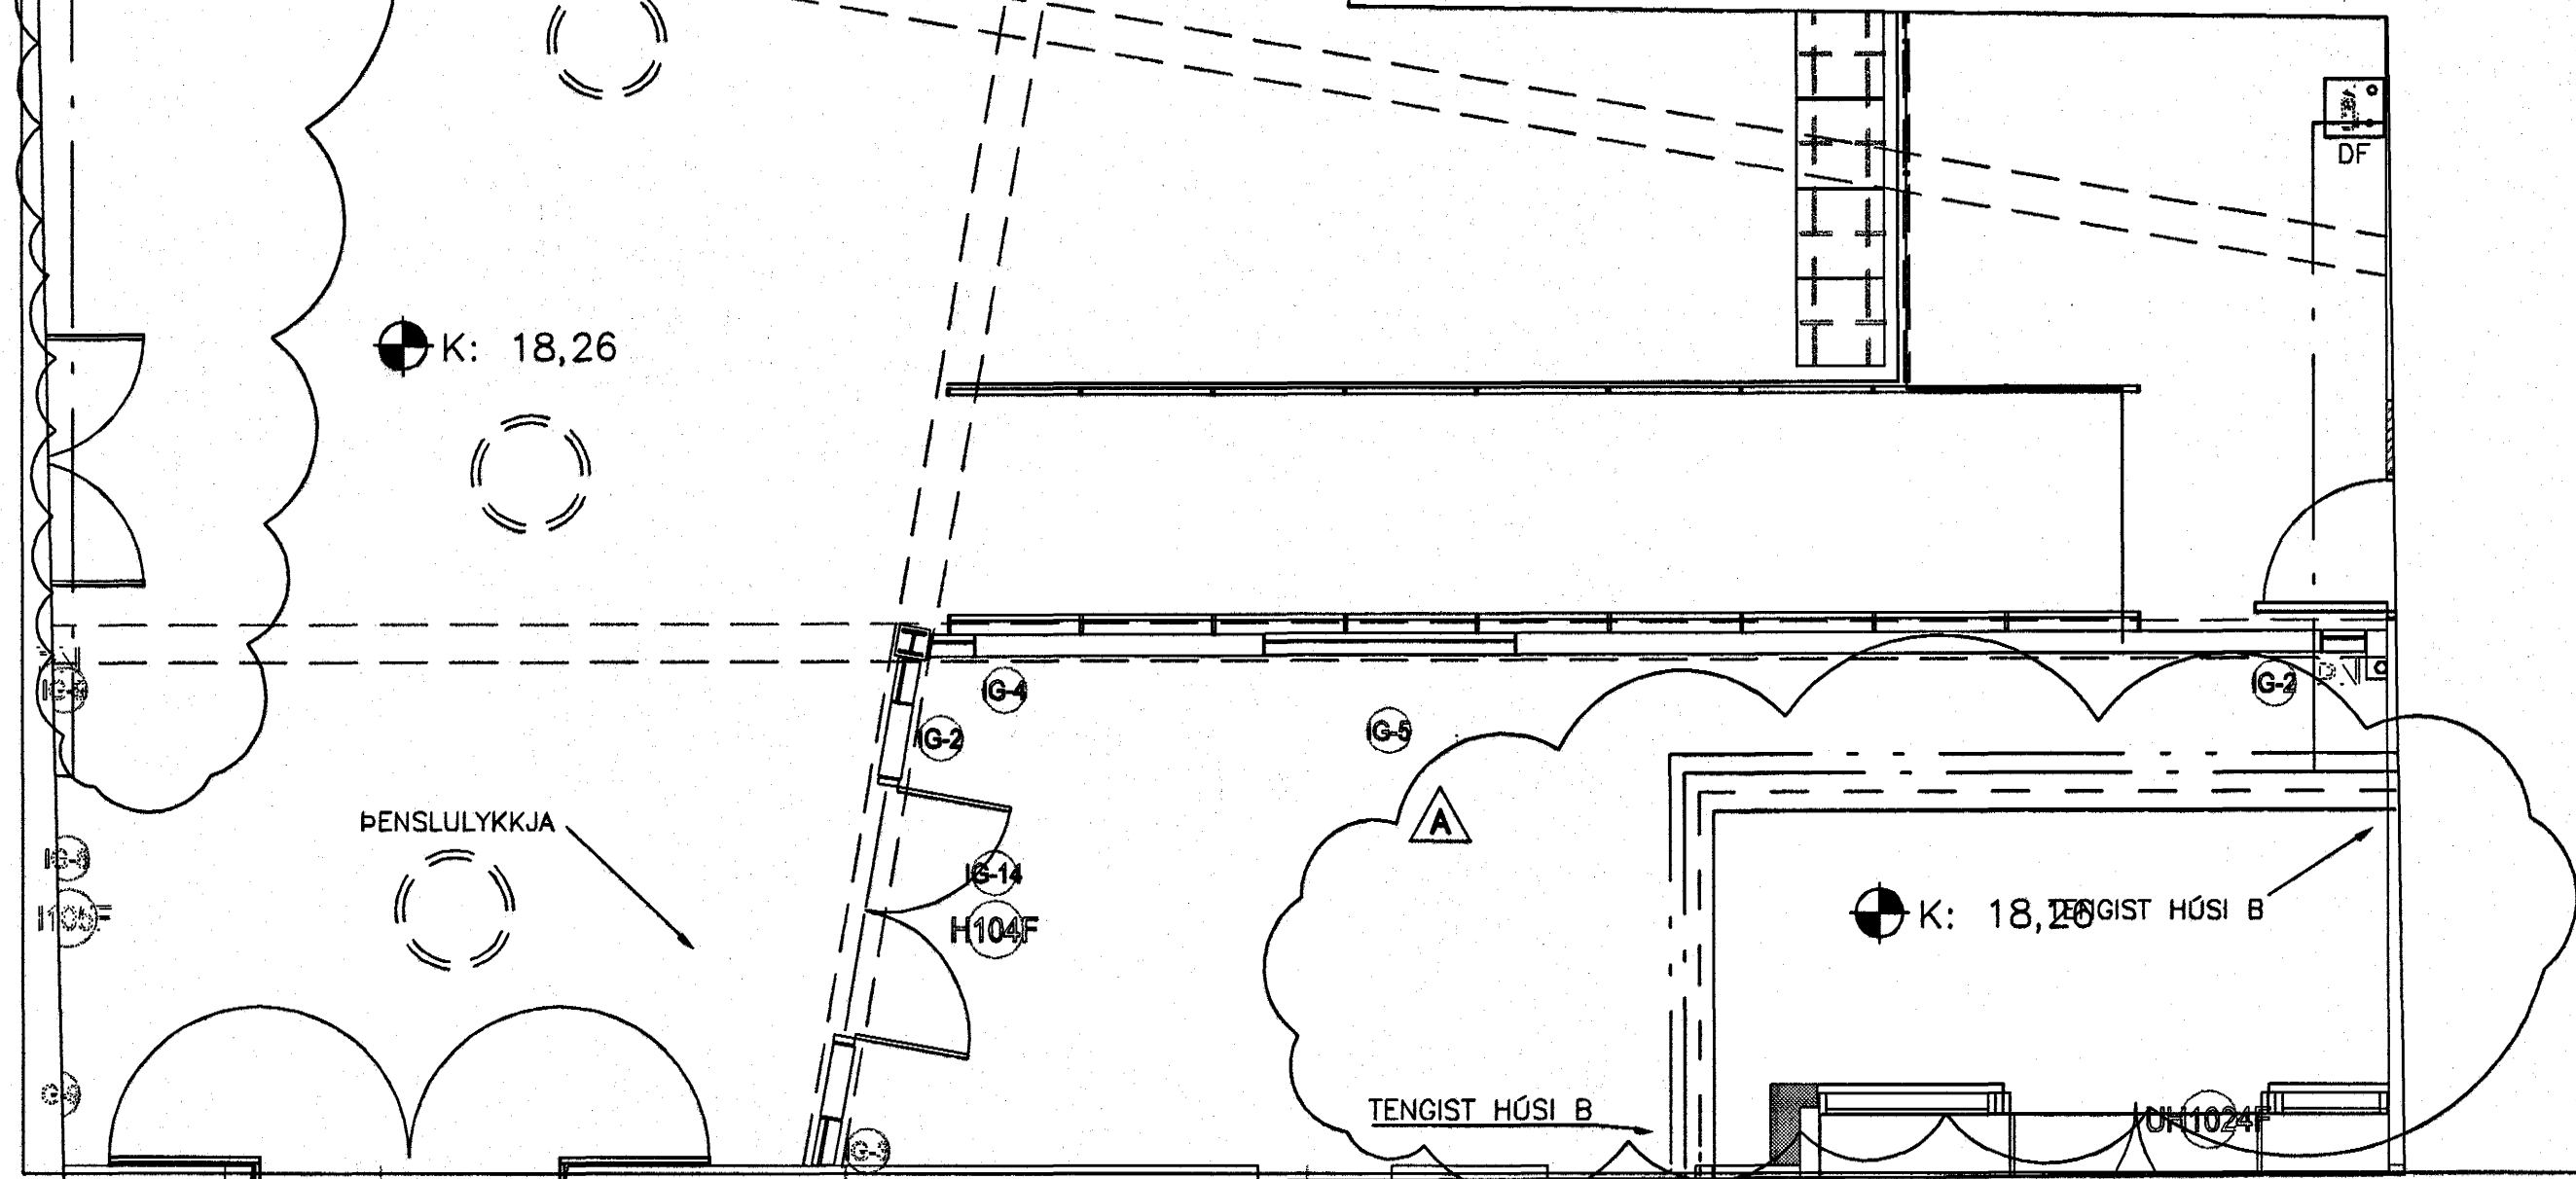 DF
K: 18,26
IG-4
IG-2
IG-2
IG-5
A
ÞENSLULYKKJA
IG-14
H104F
K: 18,26
TENGIST HÚSI B
TENGIST HÚSI B
UH1024F